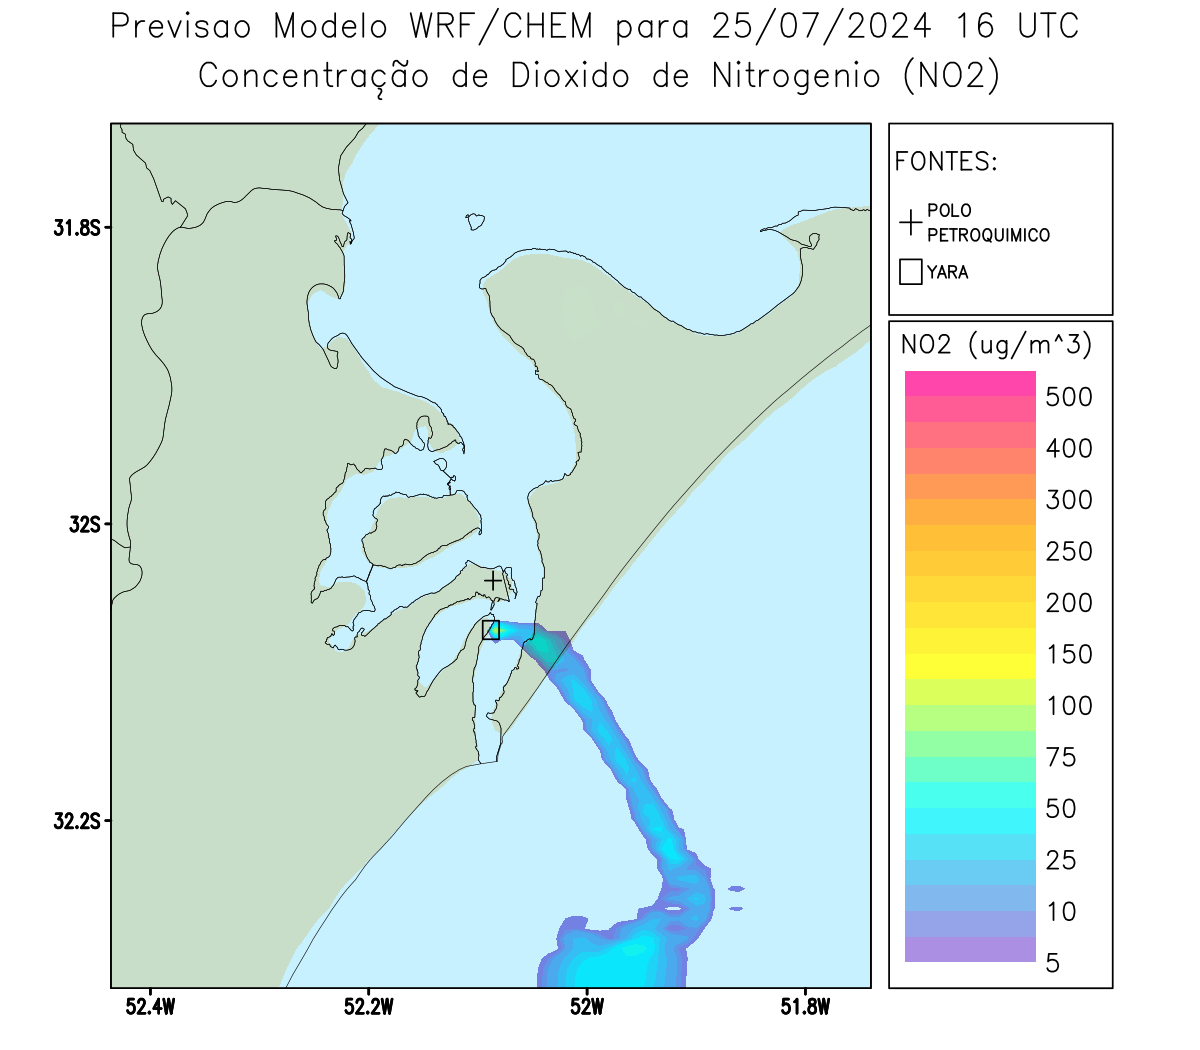 Previsao Modelo WRF/CHEM para 25/07/2024 16 UTC
Concentração de Dioxido de Nitrogenio (NO2)
FONTES:
POLO
PETROQUIMICO
YARA
NO2 (ug/m^3)
500
400
300
250
200
150
100
75
50
25
10
5
31.8S
32S
32.2S
52.4W
52.2W
52W
51.8W